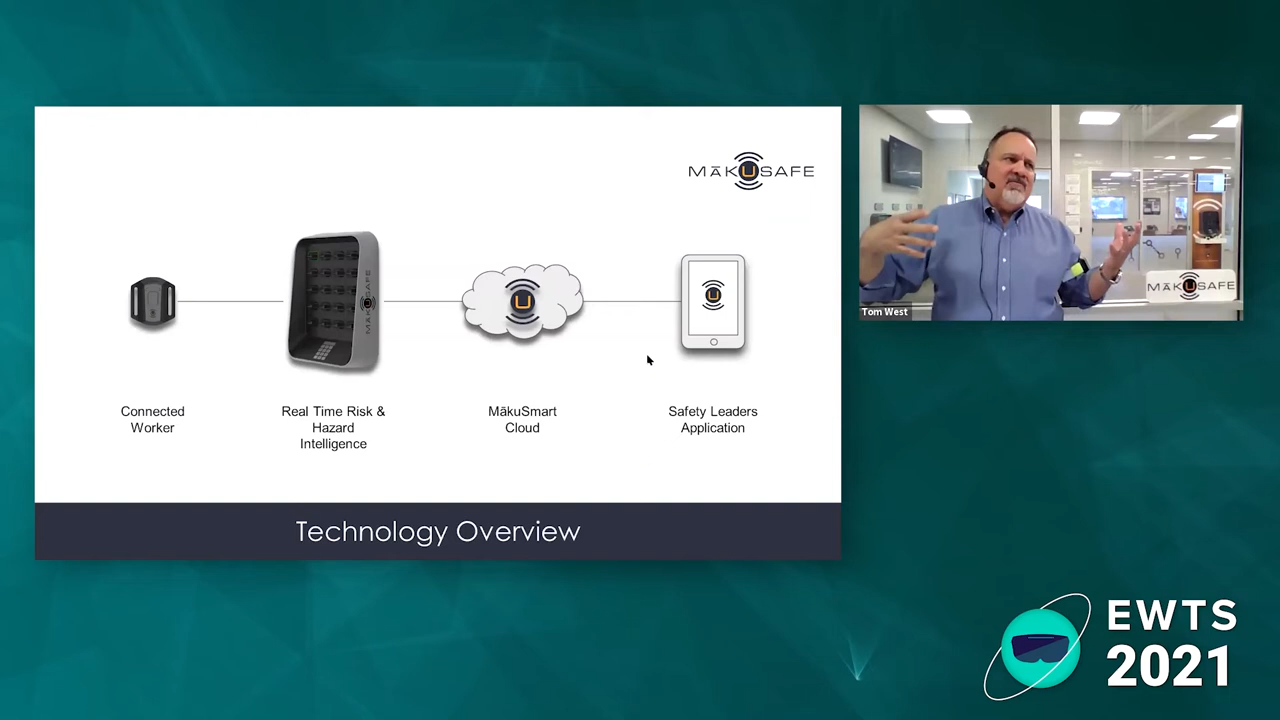 MĀKUSAFE
MĀKUSAFE
U
U
Connected
Worker
Real Time Risk &
Hazard
Intelligence
MākuSmart
Cloud
Safety Leaders
Application
Technology Overview
MĀKUSAFE
Tom West
EWTS
2021